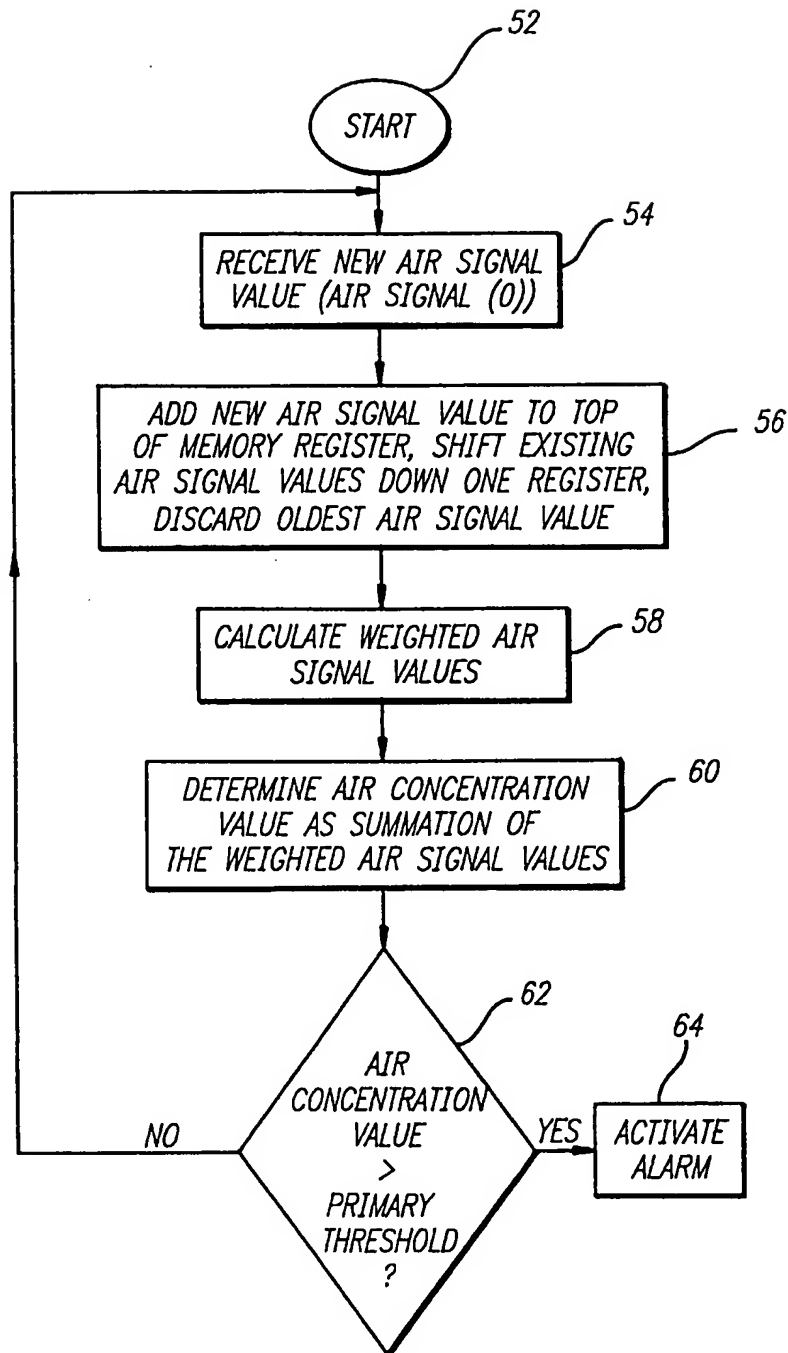 52
START
54
RECEIVE NEW AIR SIGNAL
VALUE (AIR SIGNAL (0))
56
ADD NEW AIR SIGNAL VALUE TO TOP
OF MEMORY REGISTER, SHIFT EXISTING
AIR SIGNAL VALUES DOWN ONE REGISTER,
DISCARD OLDEST AIR SIGNAL VALUE
58
CALCULATE WEIGHTED AIR
SIGNAL VALUES
60
DETERMINE AIR CONCENTRATION
VALUE AS SUMMATION OF
THE WEIGHTED AIR SIGNAL VALUES
62
AIR
CONCENTRATION
VALUE
>
PRIMARY
THRESHOLD
?
NO
YES
64
ACTIVATE
ALARM